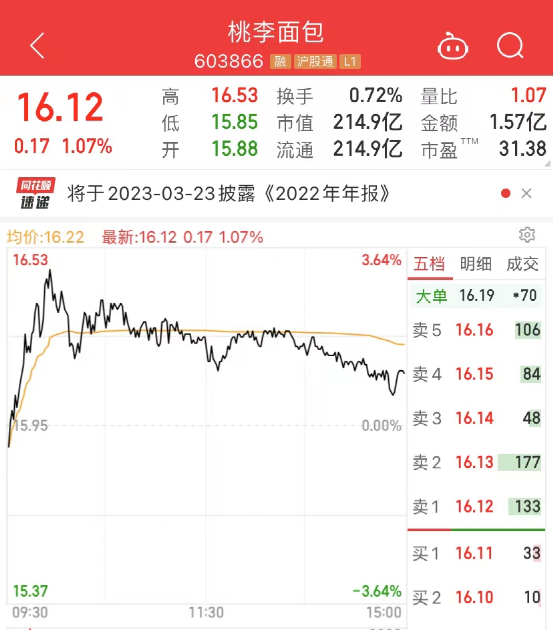 桃李面包
603866 融 沪股通 L1
16.12
0.17 1.07%
高 16.53 换手 0.72% 量比 1.07
低 15.85 市值 214.9亿 金额 1.57亿
开 15.88 流通 214.9亿 市盈™ 31.38
同花顺
速递
将于2023-03-23披露《2022年年报》
均价:16.22 最新:16.12 0.17 1.07%
16.53 3.64%
15.95 0.00%
15.37 -3.64%
09:30 11:30 15:00
五档 明细 成交
大单 16.19 *70
卖5 16.16 106
卖4 16.15 84
卖3 16.14 48
卖2 16.13 177
卖1 16.12 133
买1 16.11 33
买2 16.10 10